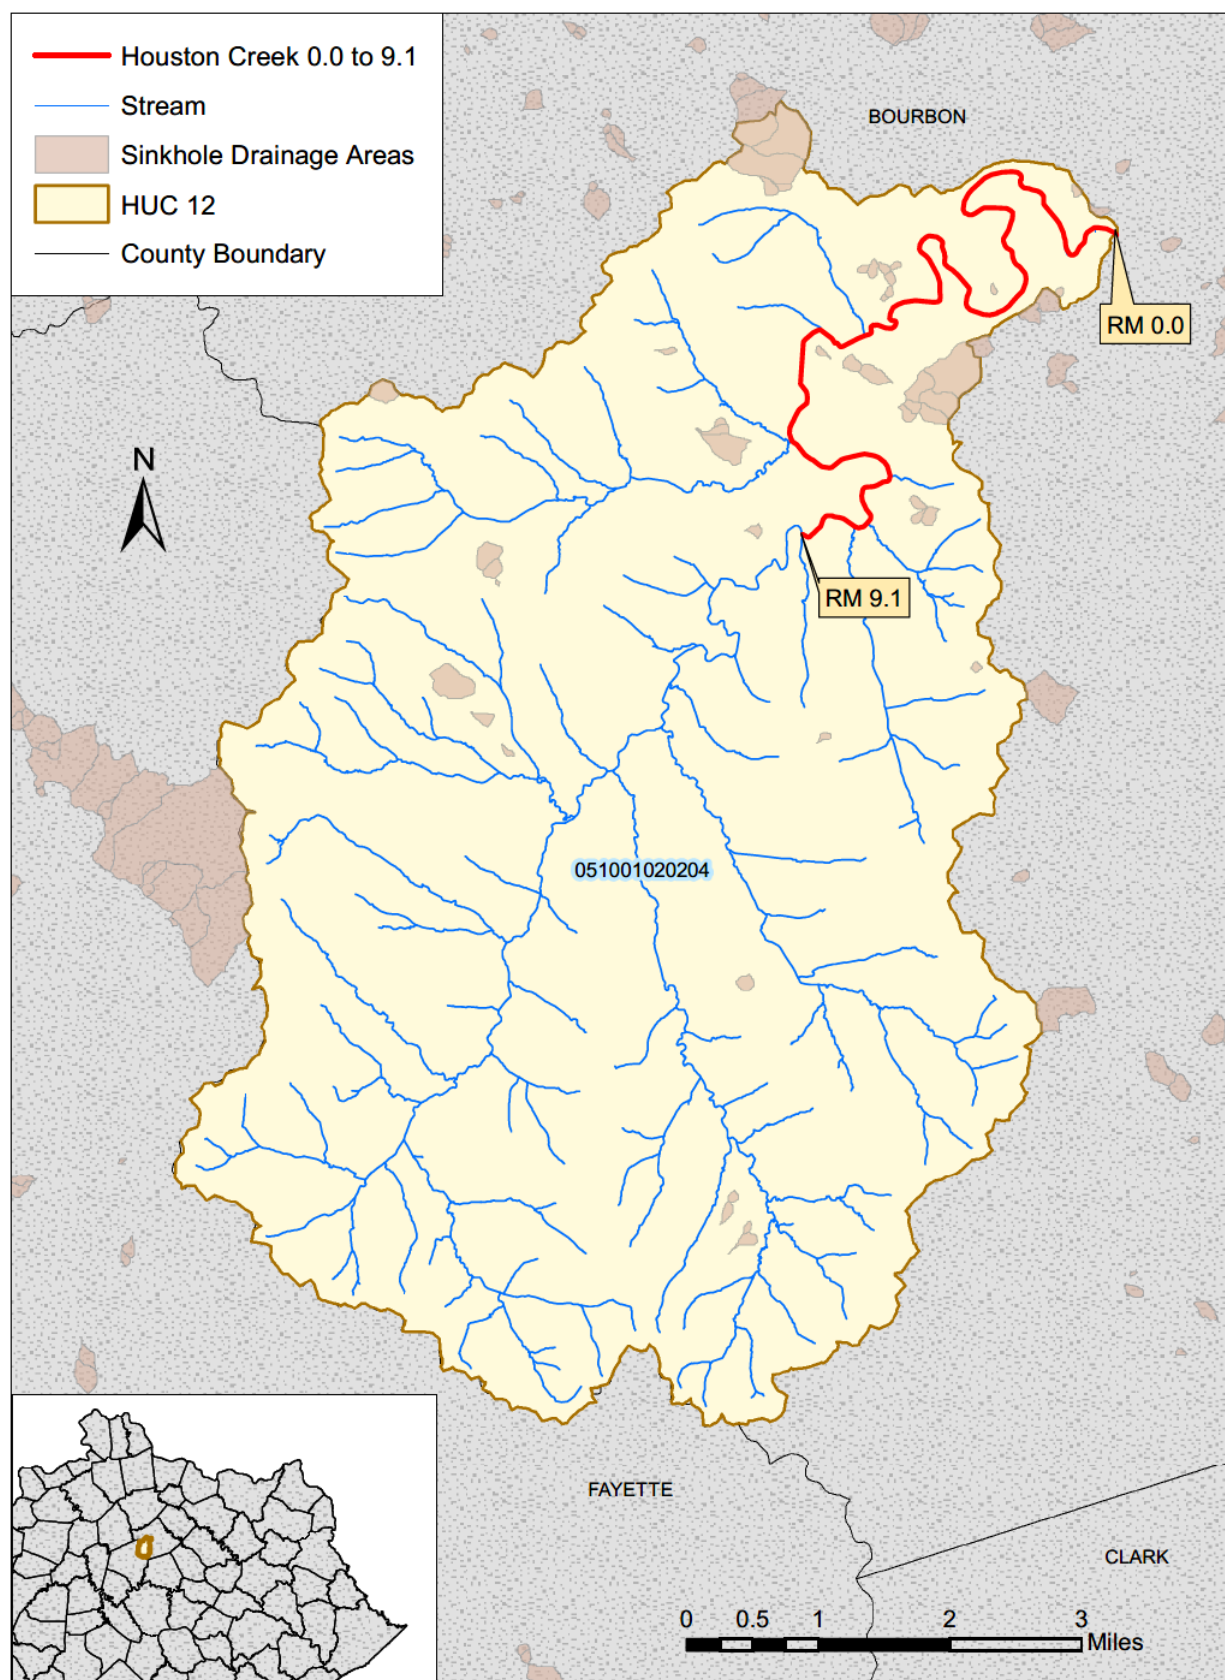 Houston Creek 0.0 to 9.1
Stream
Sinkhole Drainage Areas
HUC 12
County Boundary
BOURBON
RM 0.0
N
RM 9.1
051001020204
FAYETTE
CLARK
0 0.5 1 2 3
Miles